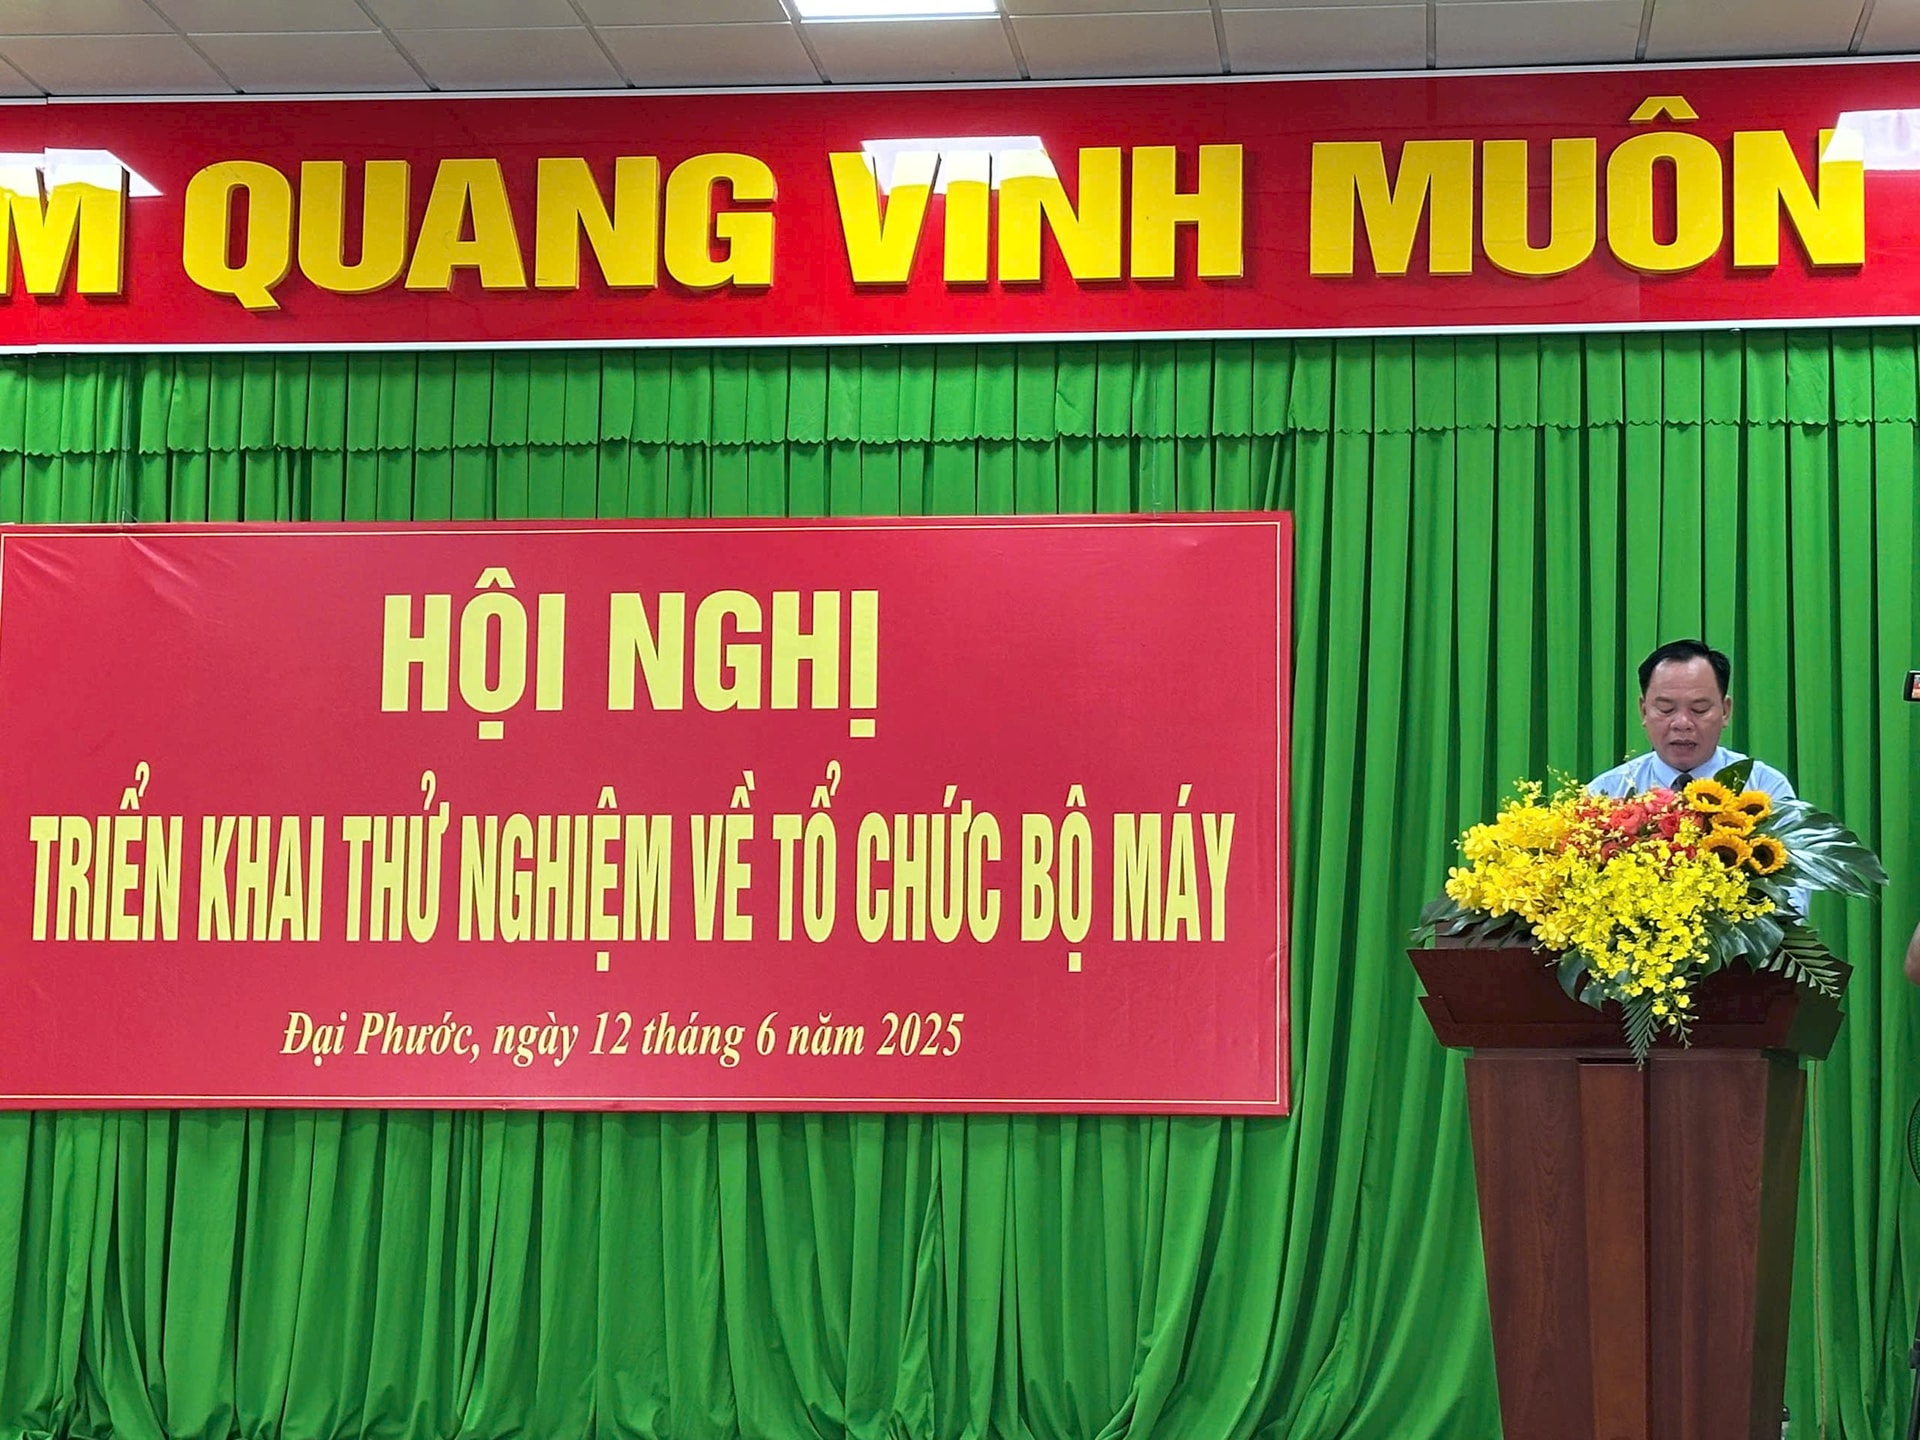 QUANG VINH MUÔN
HỘI NGHỊ
TRIỂN KHAI THỬ NGHIỆM VỀ TỔ CHỨC BỘ MÁY
Đại Phước, ngày 12 tháng 6 năm 2025